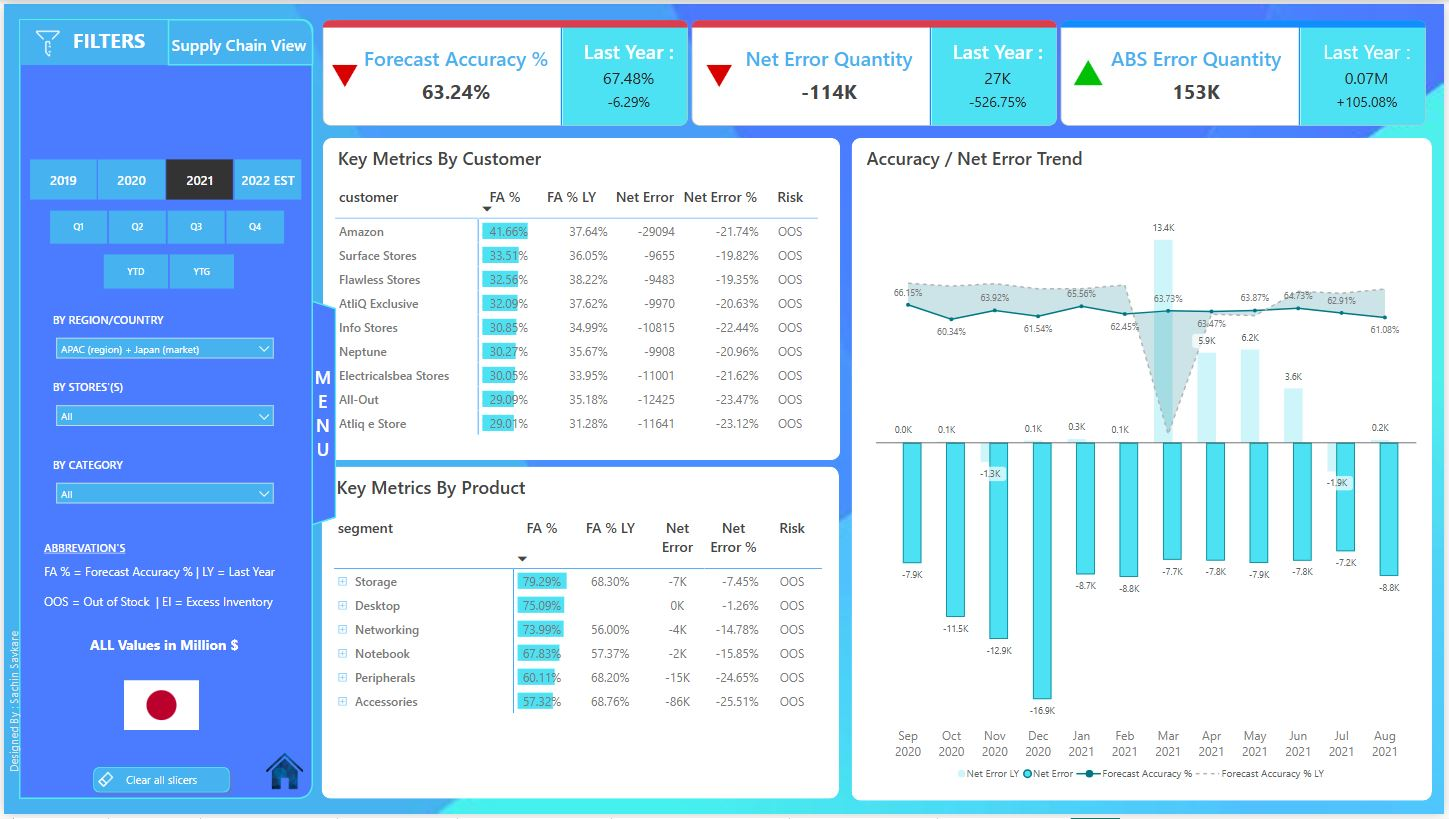 FILTERS
Supply Chain View
2019 2020 2021 2022 EST
Q1 Q2 Q3 Q4
YTD YTG
BY REGION/COUNTRY
APAC (region) + Japan (market)
BY STORES'(S)
All
BY CATEGORY
All
ABBREVATION'S
FA % = Forecast Accuracy % | LY = Last Year
OOS = Out of Stock | EI = Excess Inventory
ALL Values in Million $
Designed By : Sachin Savkare
Clear all slicers
MENU
Forecast Accuracy %
63.24%
Last Year :
67.48%
-6.29%
Net Error Quantity
-114K
Last Year :
27K
-526.75%
ABS Error Quantity
153K
Last Year :
0.07M
+105.08%
Key Metrics By Customer
customer FA % FA % LY Net Error Net Error % Risk
Amazon 41.66% 37.64% -29094 -21.74% OOS
Surface Stores 33.51% 36.05% -9655 -19.82% OOS
Flawless Stores 32.56% 38.22% -9483 -19.35% OOS
AtliQ Exclusive 32.09% 37.62% -9970 -20.63% OOS
Info Stores 30.85% 34.99% -10815 -22.44% OOS
Neptune 30.27% 35.67% -9908 -20.96% OOS
Electricalsbea Stores 30.05% 33.95% -11001 -21.62% OOS
All-Out 29.09% 35.18% -12425 -23.47% OOS
Atliq e Store 29.01% 31.28% -11641 -23.12% OOS
Key Metrics By Product
segment FA % FA % LY Net Error Net Error % Risk
Storage 79.29% 68.30% -7K -7.45% OOS
Desktop 75.09% 0K -1.26% OOS
Networking 73.99% 56.00% -4K -14.78% OOS
Notebook 67.83% 57.37% -2K -15.85% OOS
Peripherals 60.11% 68.20% -15K -24.65% OOS
Accessories 57.32% 68.76% -86K -25.51% OOS
Accuracy / Net Error Trend
13.4K
66.15% 63.92% 65.56% 63.73% 63.87% 64.73% 62.91%
60.34% 61.54% 62.45% 63.47% 61.08%
5.9K 6.2K
3.6K
0.0K 0.1K 0.1K 0.3K 0.1K 0.2K
-1.3K -1.9K
-7.9K -11.5K -12.9K -16.9K -8.7K -8.8K -7.7K -7.8K -7.9K -7.8K -7.2K -8.8K
Sep Oct Nov Dec Jan Feb Mar Apr May Jun Jul Aug
2020 2020 2020 2020 2021 2021 2021 2021 2021 2021 2021 2021
Net Error LY Net Error Forecast Accuracy % Forecast Accuracy % LY